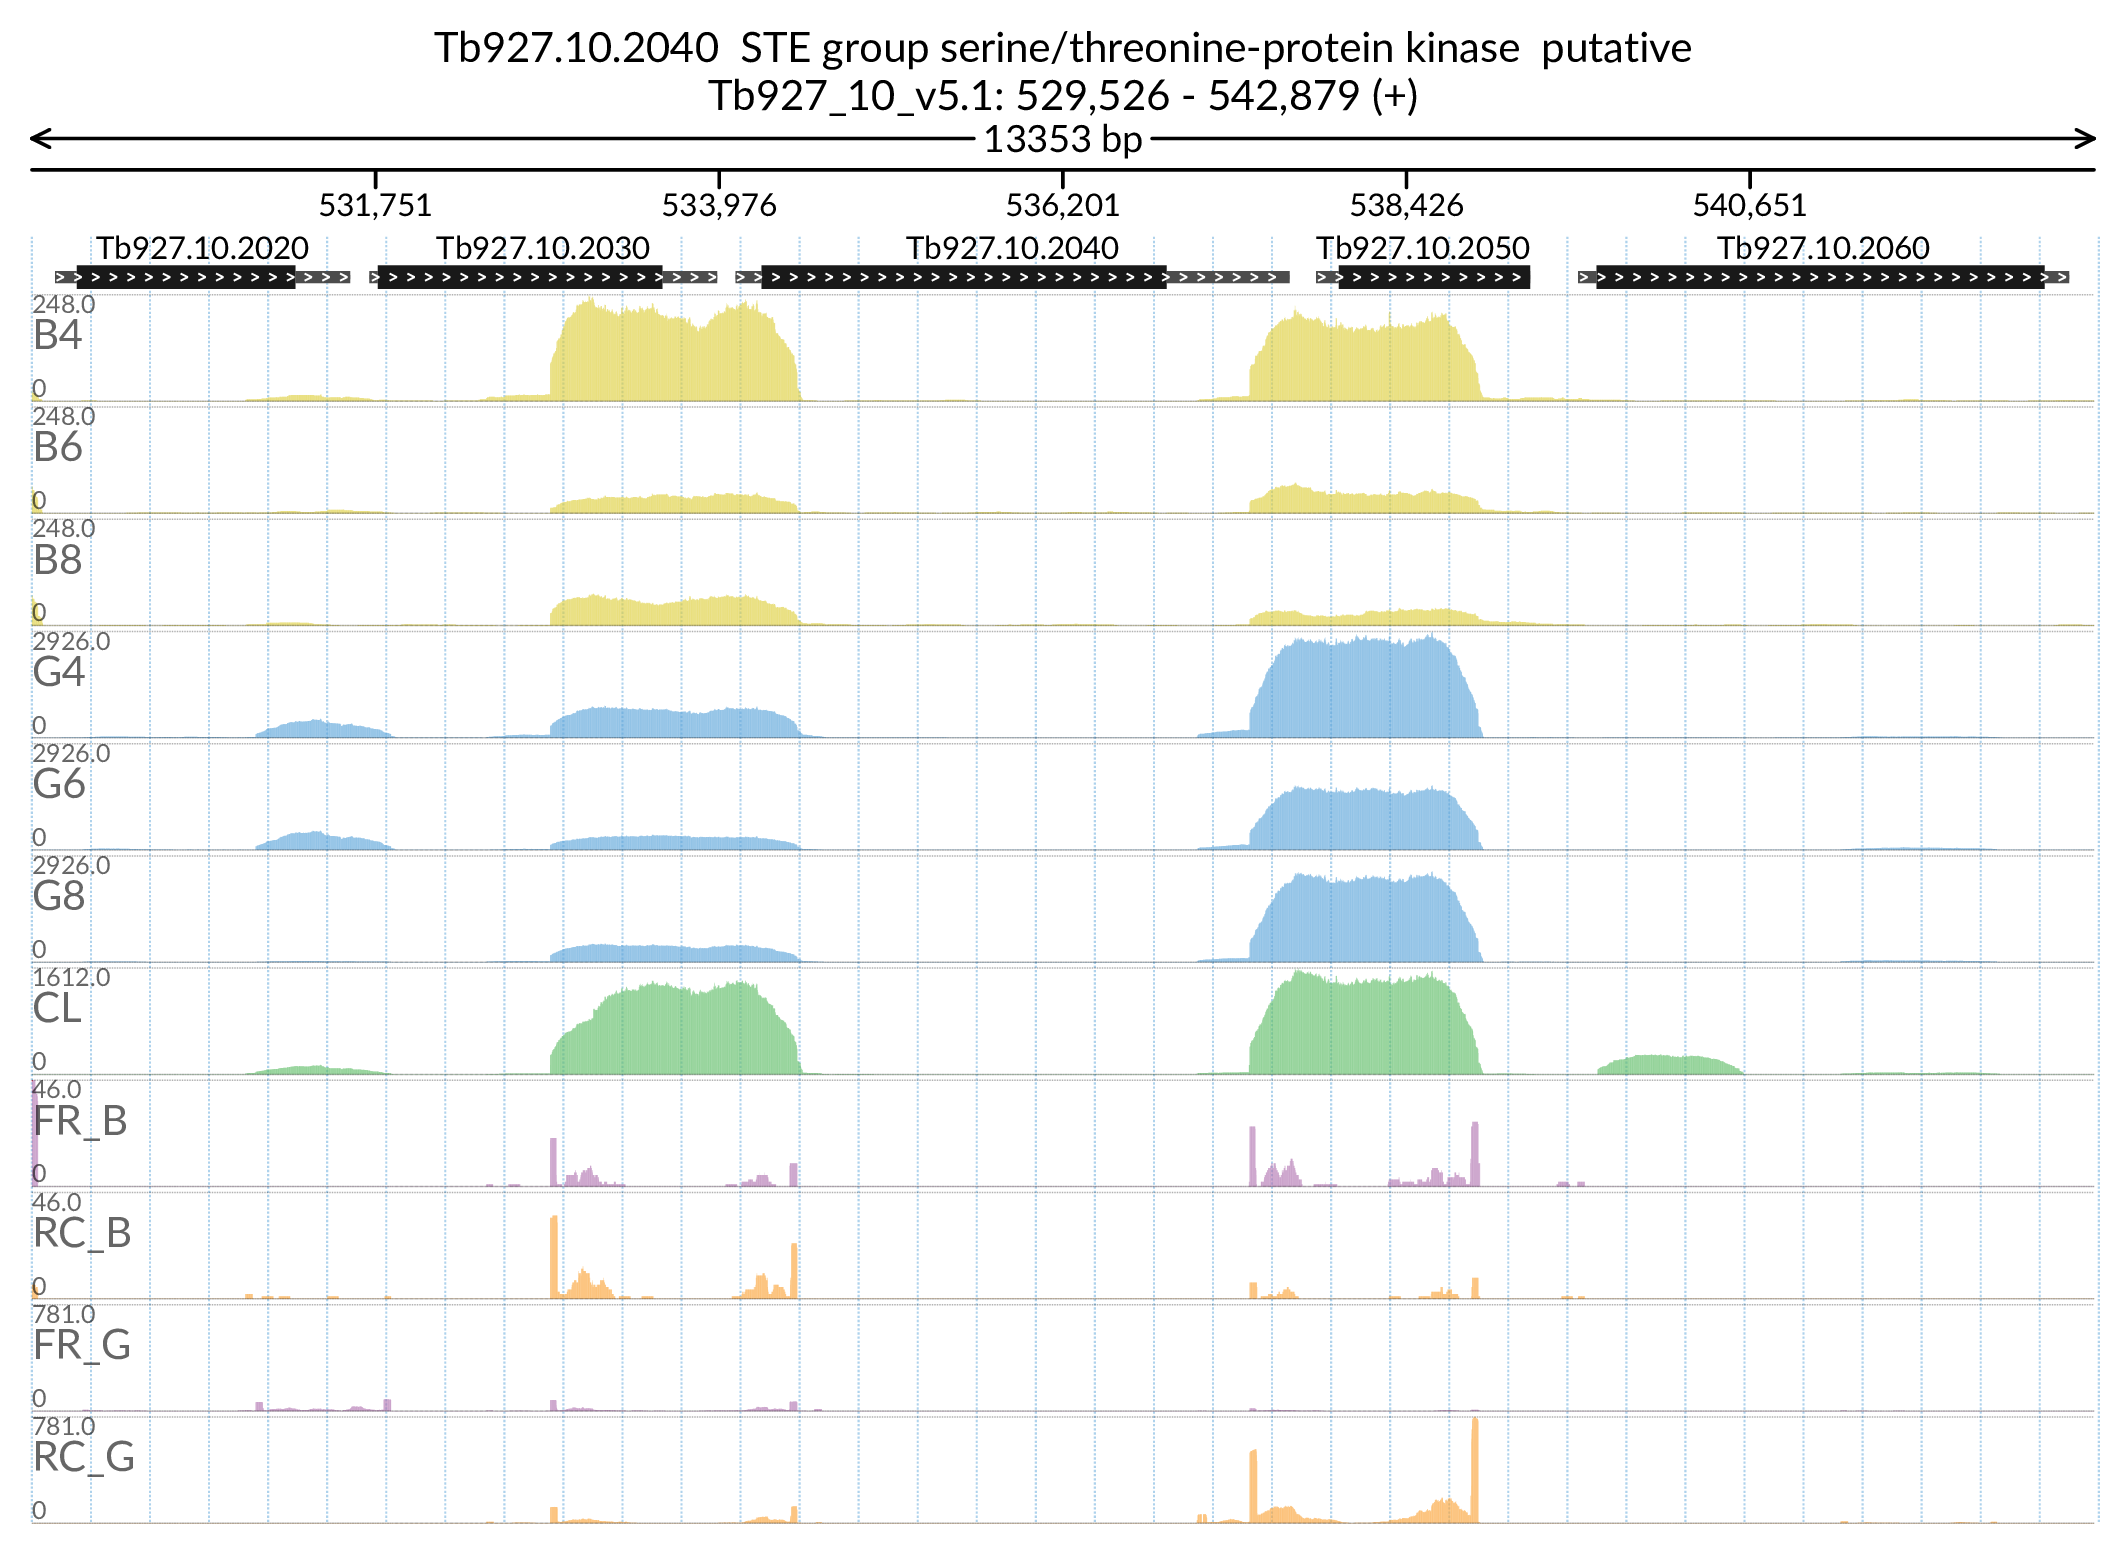 Tb927.10.2040  STE group serine/threonine-protein kinase  putative
Tb927_10_v5.1: 529,526 - 542,879 (+)
13353 bp
531,751 533,976 536,201 538,426 540,651
Tb927.10.2020 Tb927.10.2030 Tb927.10.2040 Tb927.10.2050 Tb927.10.2060
248.0
B4
0
248.0
B6
0
248.0
B8
0
2926.0
G4
0
2926.0
G6
0
2926.0
G8
0
1612.0
CL
0
46.0
FR_B
0
46.0
RC_B
0
781.0
FR_G
0
781.0
RC_G
0